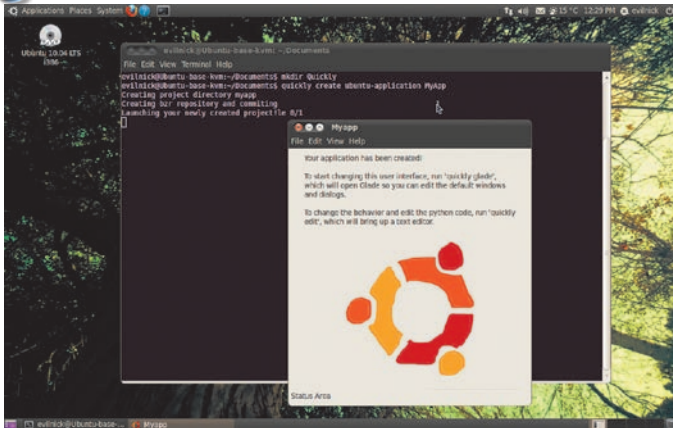 Applications Places System
15 °C 12:29 PM evilnick
Ubuntu 10.04 LTS
i386
evilnick@Ubuntu-base-kvm: ~/Documents
File Edit View Terminal Help
evilnick@Ubuntu-base-kvm:~/Documents$ mkdir Quickly
evilnick@Ubuntu-base-kvm:~/Documents$ quickly create ubuntu-application MyApp
Creating project directory myapp
Creating bzr repository and commiting
Launching your newly created project!le 0/1
Myapp
File Edit View Help
Your application has been created!
To start changing this user interface, run 'quickly glade',
which will open Glade so you can edit the default windows
and dialogs.
To change the behavior and edit the python code, run 'quickly
edit', which will bring up a text editor.
Status Area
evilnick@Ubuntu-base-...
Myapp